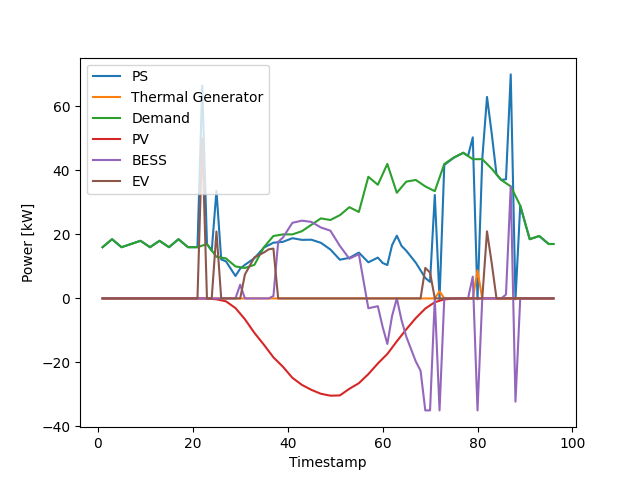 PS
Thermal Generator
Demand
PV
BESS
EV
60
40
20
0
−20
−40
Power [kW]
0 20 40 60 80 100
Timestamp